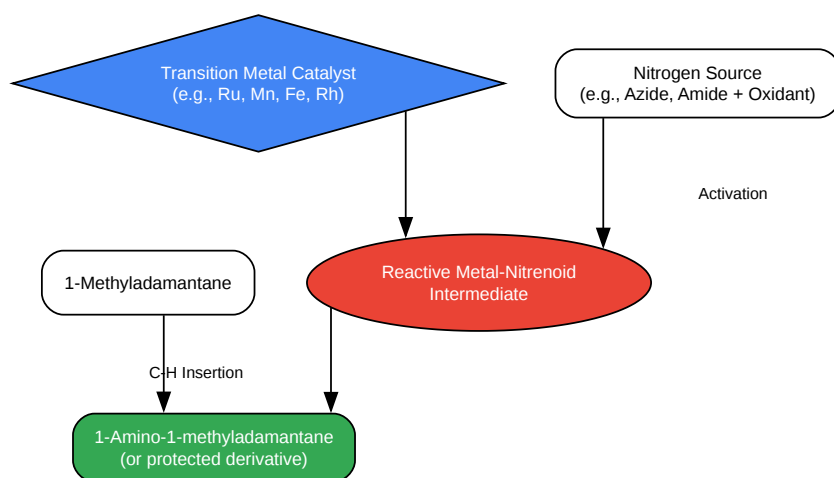 Transition Metal Catalyst
(e.g., Ru, Mn, Fe, Rh)
Nitrogen Source
(e.g., Azide, Amide + Oxidant)
Activation
Reactive Metal-Nitrenoid
Intermediate
1-Methyladamantane
C-H Insertion
1-Amino-1-methyladamantane
(or protected derivative)